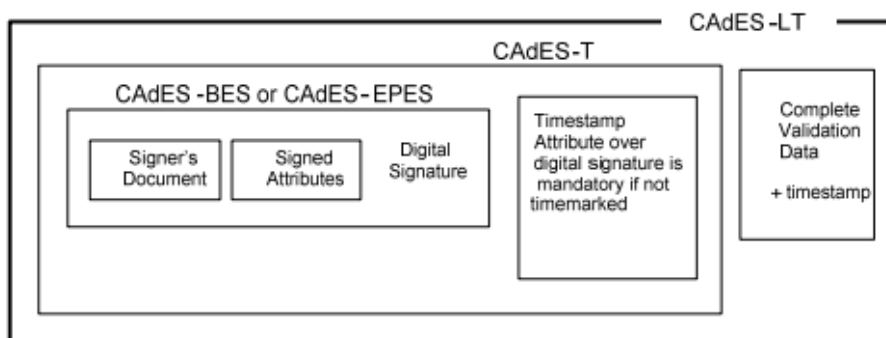 CAdES-LT
CAdES-T
CAdES -BES or CAdES-EPES
Signer's
Document
Signed
Attributes
Digital
Signature
Timestamp
Attribute over
digital signature is
mandatory if not
timemarked
Complete
Validation
Data
+ timestamp